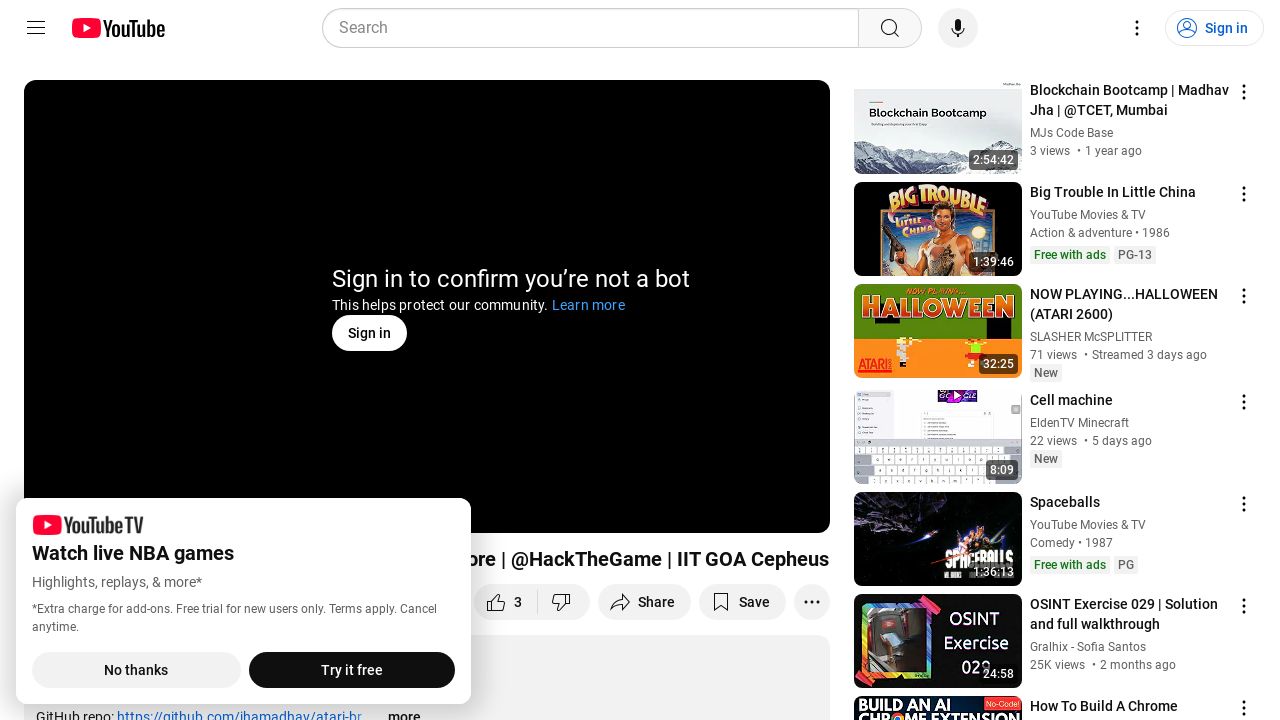 YouTube
Search
Sign in
Sign in to confirm you’re not a bot
This helps protect our community. Learn more
Sign in
YouTube TV
Watch live NBA games
Highlights, replays, & more*
*Extra charge for add-ons. Free trial for new users only. Terms apply. Cancel
anytime.
No thanks
Try it free
ore | @HackTheGame | IIT GOA Cepheus
3
Share
Save
GitHub repo: https://github.com/jhamadhav/atari-br...
...more
Blockchain Bootcamp
2:54:42
Blockchain Bootcamp | Madhav
Jha | @TCET, Mumbai
MJs Code Base
3 views • 1 year ago
BIG TROUBLE
IN LITTLE CHINA
1:39:46
Big Trouble In Little China
YouTube Movies & TV
Action & adventure • 1986
Free with ads
PG-13
NOW PLAYING...
HALLOWEEN
ATARI
32:25
NOW PLAYING...HALLOWEEN
(ATARI 2600)
SLASHER McSPLITTER
71 views • Streamed 3 days ago
New
8:09
Cell machine
EldenTV Minecraft
22 views • 5 days ago
New
SPACEBALLS
1:36:13
Spaceballs
YouTube Movies & TV
Comedy • 1987
Free with ads
PG
OSINT
Exercise
029
24:58
OSINT Exercise 029 | Solution
and full walkthrough
Gralhix - Sofia Santos
25K views • 2 months ago
BUILD AN AI
No-Code!
CHROME EXTENSION
How To Build A Chrome